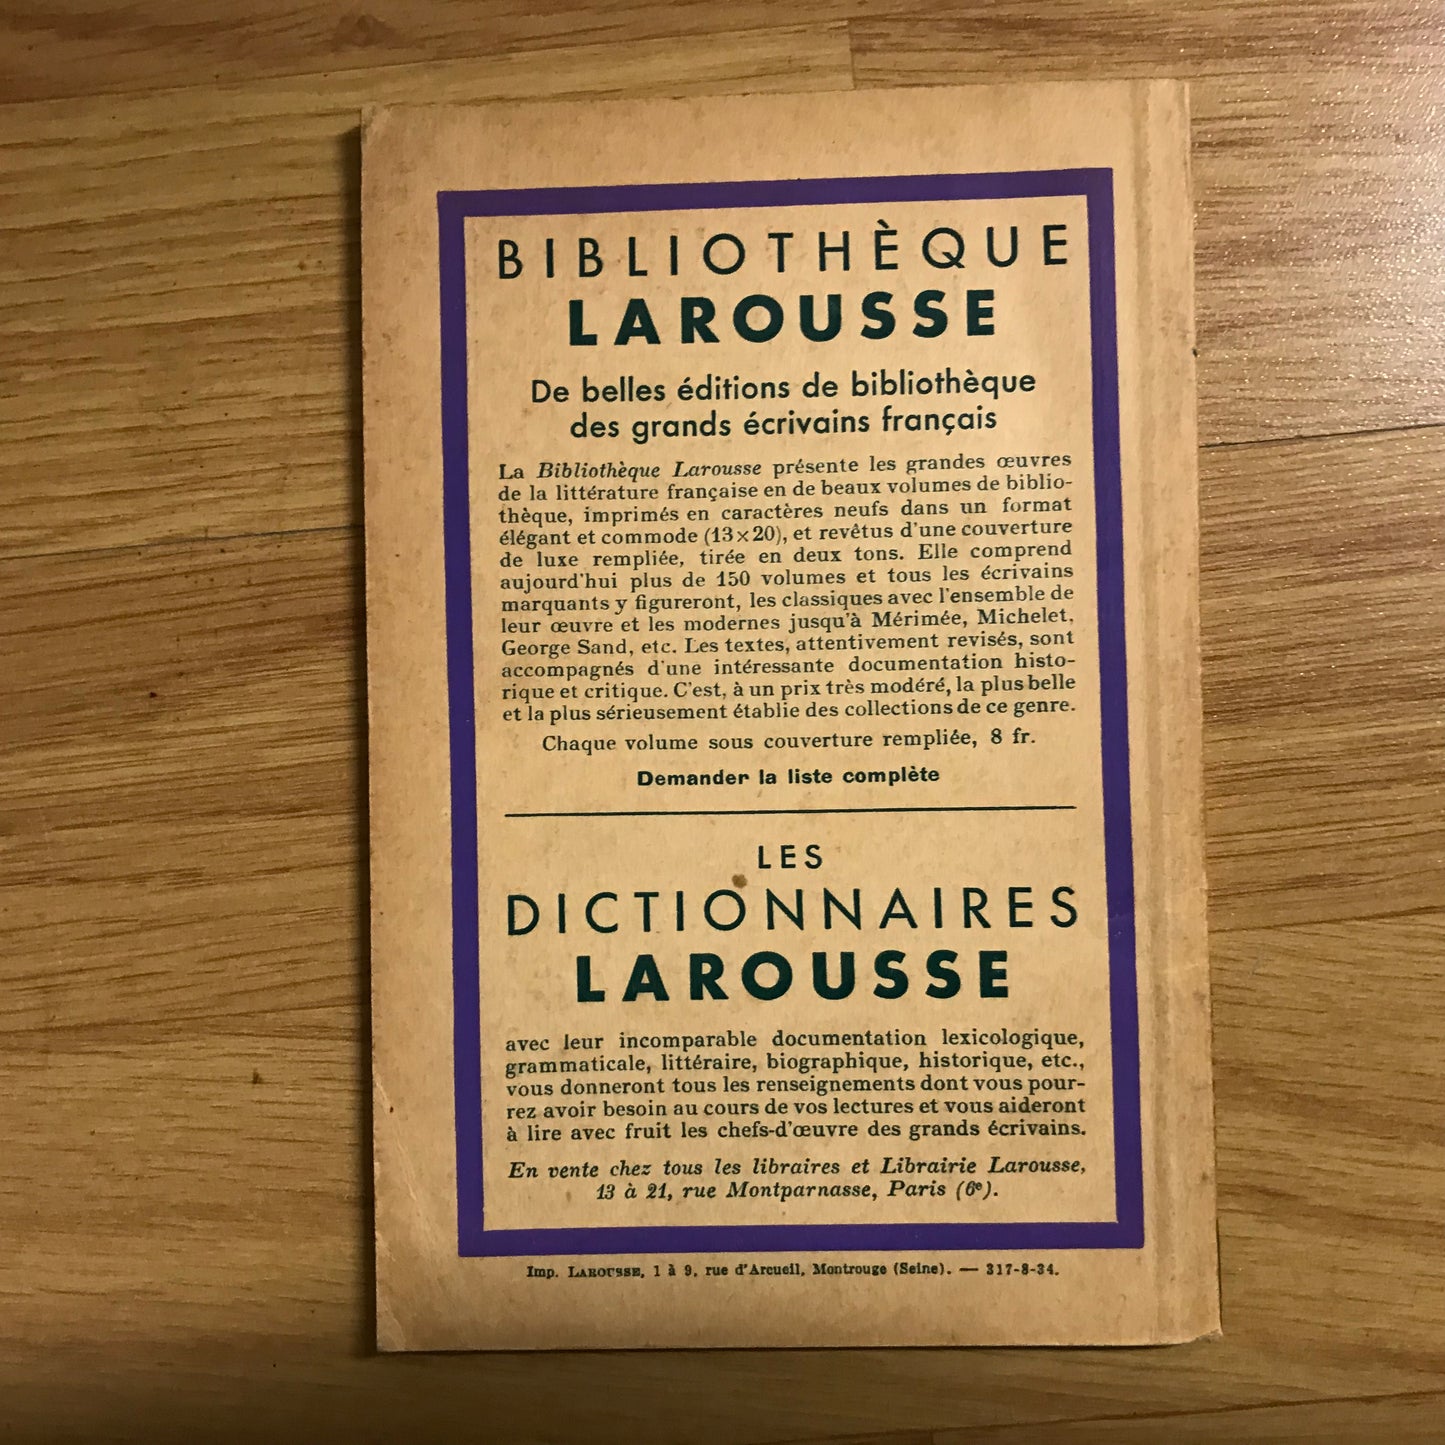 BIBLIOTHÈQUE
LAROUSSE
De belles éditions de bibliothèque
des grands écrivains français
La Bibliothèque Larousse présente les grandes œuvres
de la littérature française en de beaux volumes de biblio-
thèque, imprimés en caractères neufs dans un format
élégant et commode (13×20), et revêtus d'une couverture
de luxe rempliée, tirée en deux tons. Elle comprend
aujourd'hui plus de 150 volumes et tous les écrivains
marquants y figureront, les classiques avec l'ensemble de
leur œuvre et les modernes jusqu'à Mérimée, Michelet,
George Sand, etc. Les textes, attentivement revisés, sont
accompagnés d'une intéressante documentation histo-
rique et critique. C'est, à un prix très modéré, la plus belle
et la plus sérieusement établie des collections de ce genre.
Chaque volume sous couverture rempliée, 8 fr.
Demander la liste complète
LES
DICTIONNAIRES
LAROUSSE
avec leur incomparable documentation lexicologique,
grammaticale, littéraire, biographique, historique, etc.,
vous donneront tous les renseignements dont vous pour-
rez avoir besoin au cours de vos lectures et vous aideront
à lire avec fruit les chefs-d'œuvre des grands écrivains.
En vente chez tous les libraires et Librairie Larousse,
13 à 21, rue Montparnasse, Paris (6e).
Imp. LAROUSSE, 1 à 9, rue d'Arcueil, Montrouge (Seine). — 317-8-34.